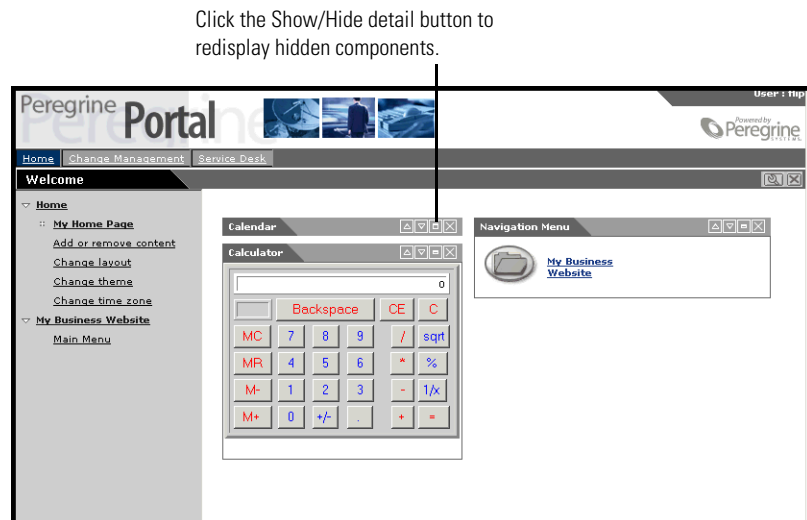 Click the Show/Hide detail button to
redisplay hidden components.
User : flip
Peregrine Portal
Powered by
Peregrine
SYSTEMS
Home Change Management Service Desk
Welcome
Home
My Home Page
Add or remove content
Change layout
Change theme
Change time zone
My Business Website
Main Menu
Calendar
Calculator
0
Backspace CE C
MC 7 8 9 / sqrt
MR 4 5 6 * %
M- 1 2 3 - 1/x
M+ 0 +/- . + =
Navigation Menu
My Business
Website